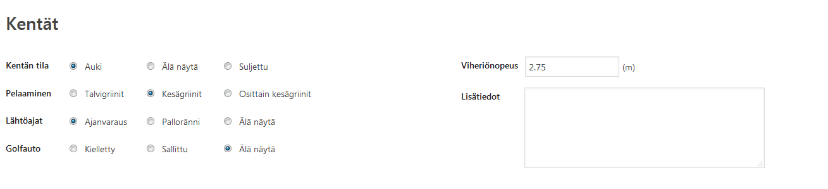 Kentät
Kentän tila Auki Älä näytä Suljettu
Pelaaminen Talvigriinit Kesägriinit Osittain kesägriinit
Lähtöajat Ajanvaraus Palloränni Älä näytä
Golfauto Kielletty Sallittu Älä näytä
Viheriönopeus 2.75 (m)
Lisätiedot